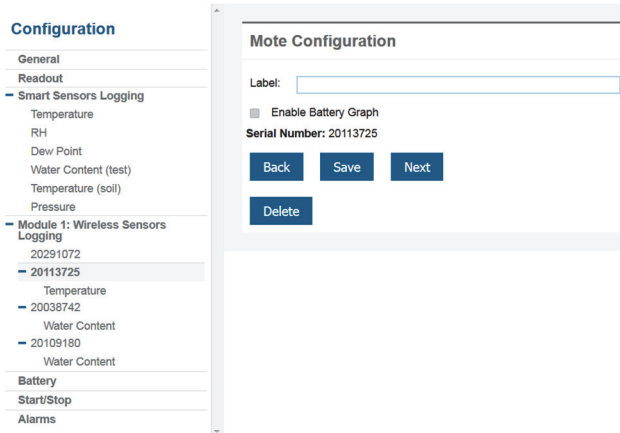 Configuration
General
Readout
Smart Sensors Logging
Temperature
RH
Dew Point
Water Content (test)
Temperature (soil)
Pressure
Module 1: Wireless Sensors
Logging
20291072
20113725
Temperature
20038742
Water Content
20109180
Water Content
Battery
Start/Stop
Alarms
Mote Configuration
Label:
Enable Battery Graph
Serial Number: 20113725
Back Save Next
Delete